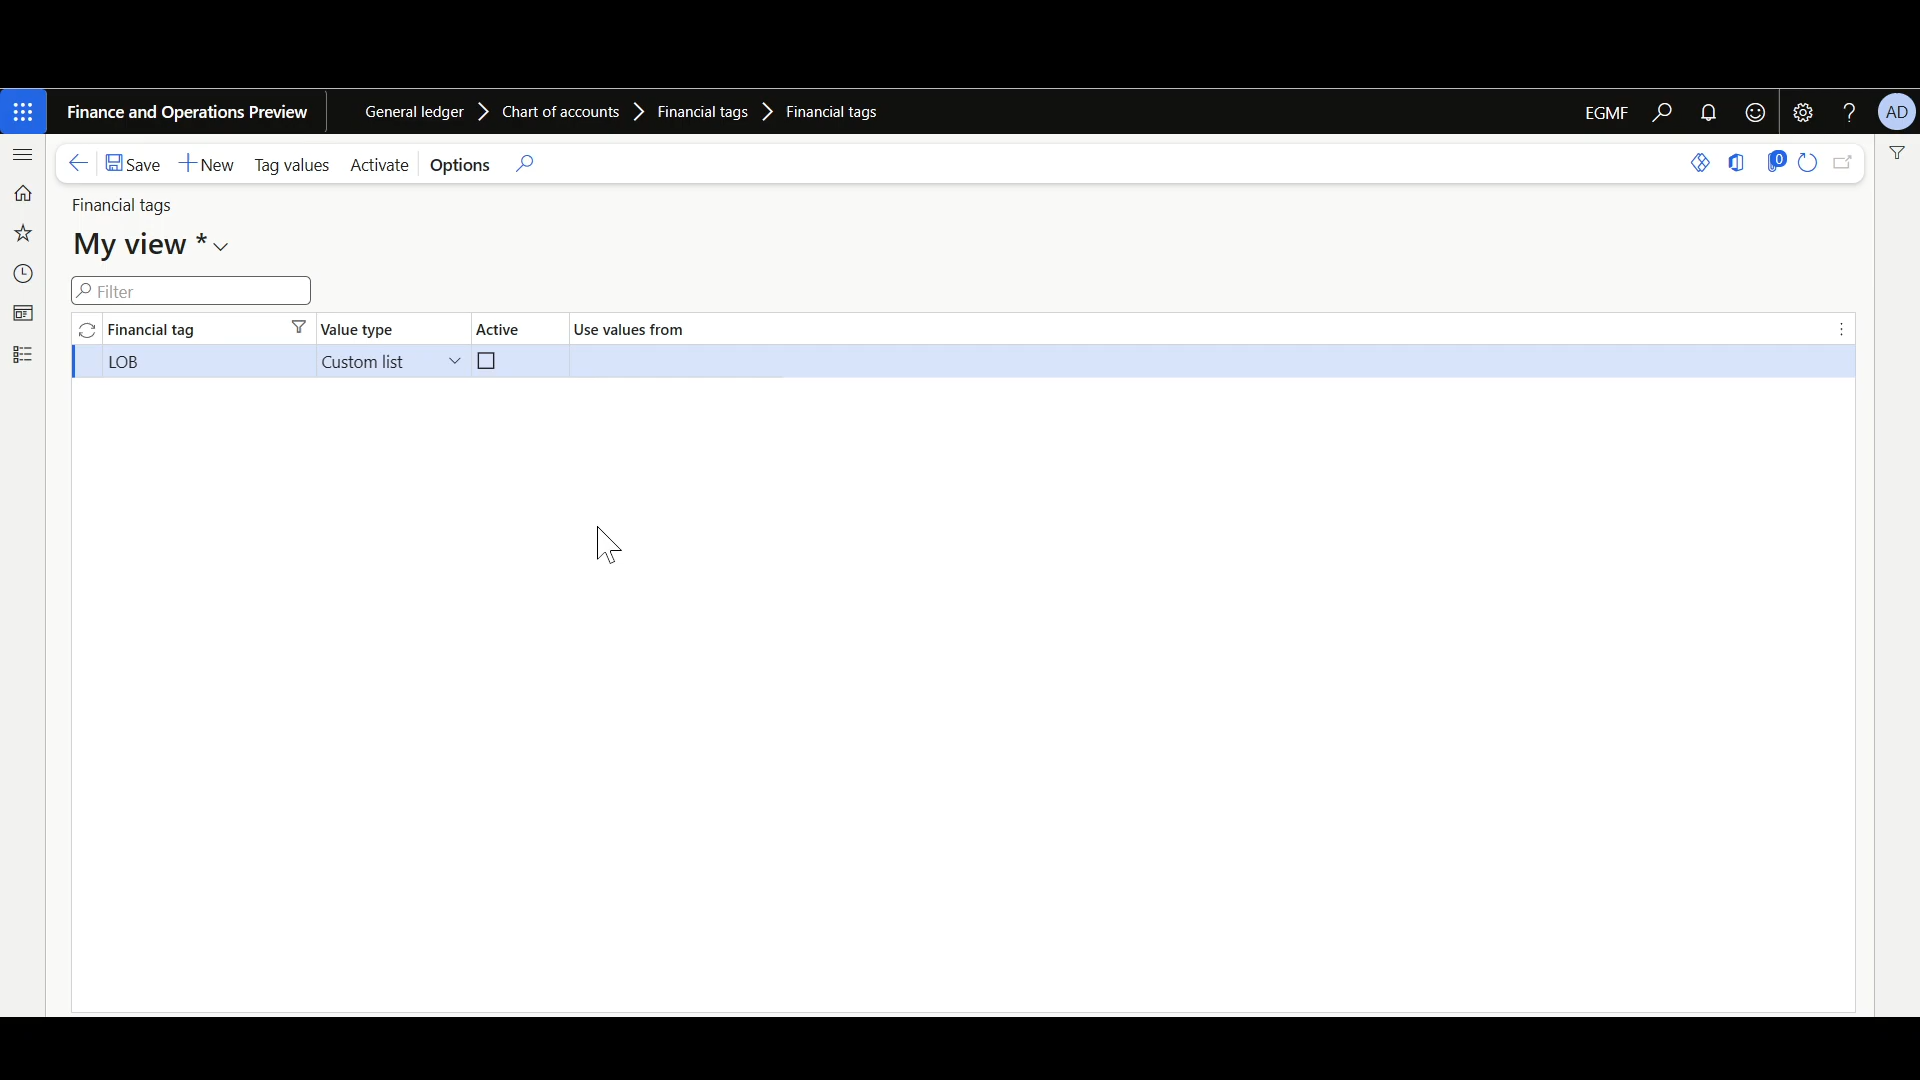 Finance and Operations Preview
General ledger > Chart of accounts > Financial tags > Financial tags
EGMF
AD
Save
New
Tag values
Activate
Options
0
Financial tags
My view *
Filter
Financial tag
Value type
Active
Use values from
LOB
Custom list